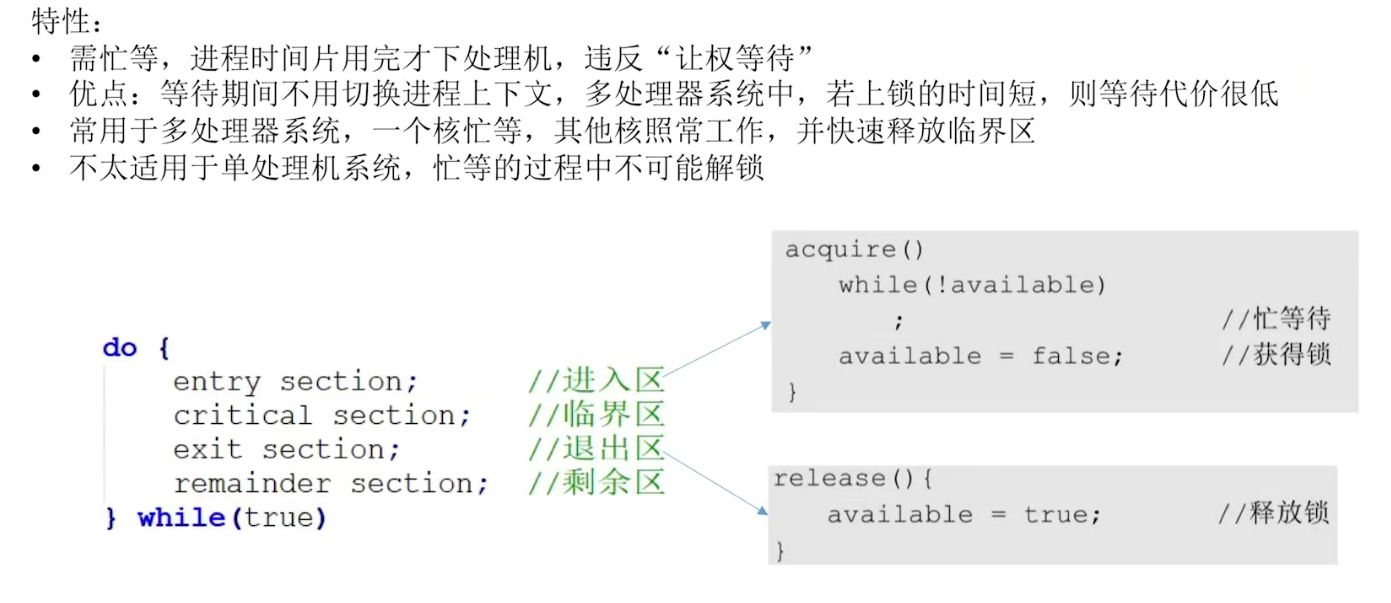 特性：
• 需忙等，进程时间片用完才下处理机，违反“让权等待”
• 优点：等待期间不用切换进程上下文，多处理器系统中，若上锁的时间短，则等待代价很低
• 常用于多处理器系统，一个核忙等，其他核照常工作，并快速释放临界区
• 不太适用于单处理机系统，忙等的过程中不可能解锁
do {
entry section; //进入区
critical section; //临界区
exit section; //退出区
remainder section; //剩余区
} while(true)
acquire()
while(!available)
; //忙等待
available = false; //获得锁
}
release(){
available = true; //释放锁
}